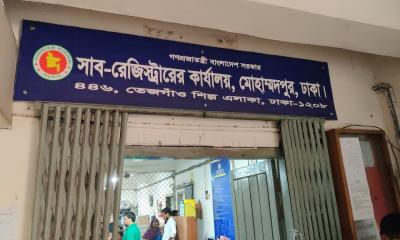 গণপ্রজাতন্ত্রী বাংলাদেশ সরকার
সাব-রেজিস্ট্রারের কার্যালয়, মোহাম্মদপুর, ঢাকা।
৪৪৬, তেজগাঁও শিল্প এলাকা, ঢাকা-১২০৮